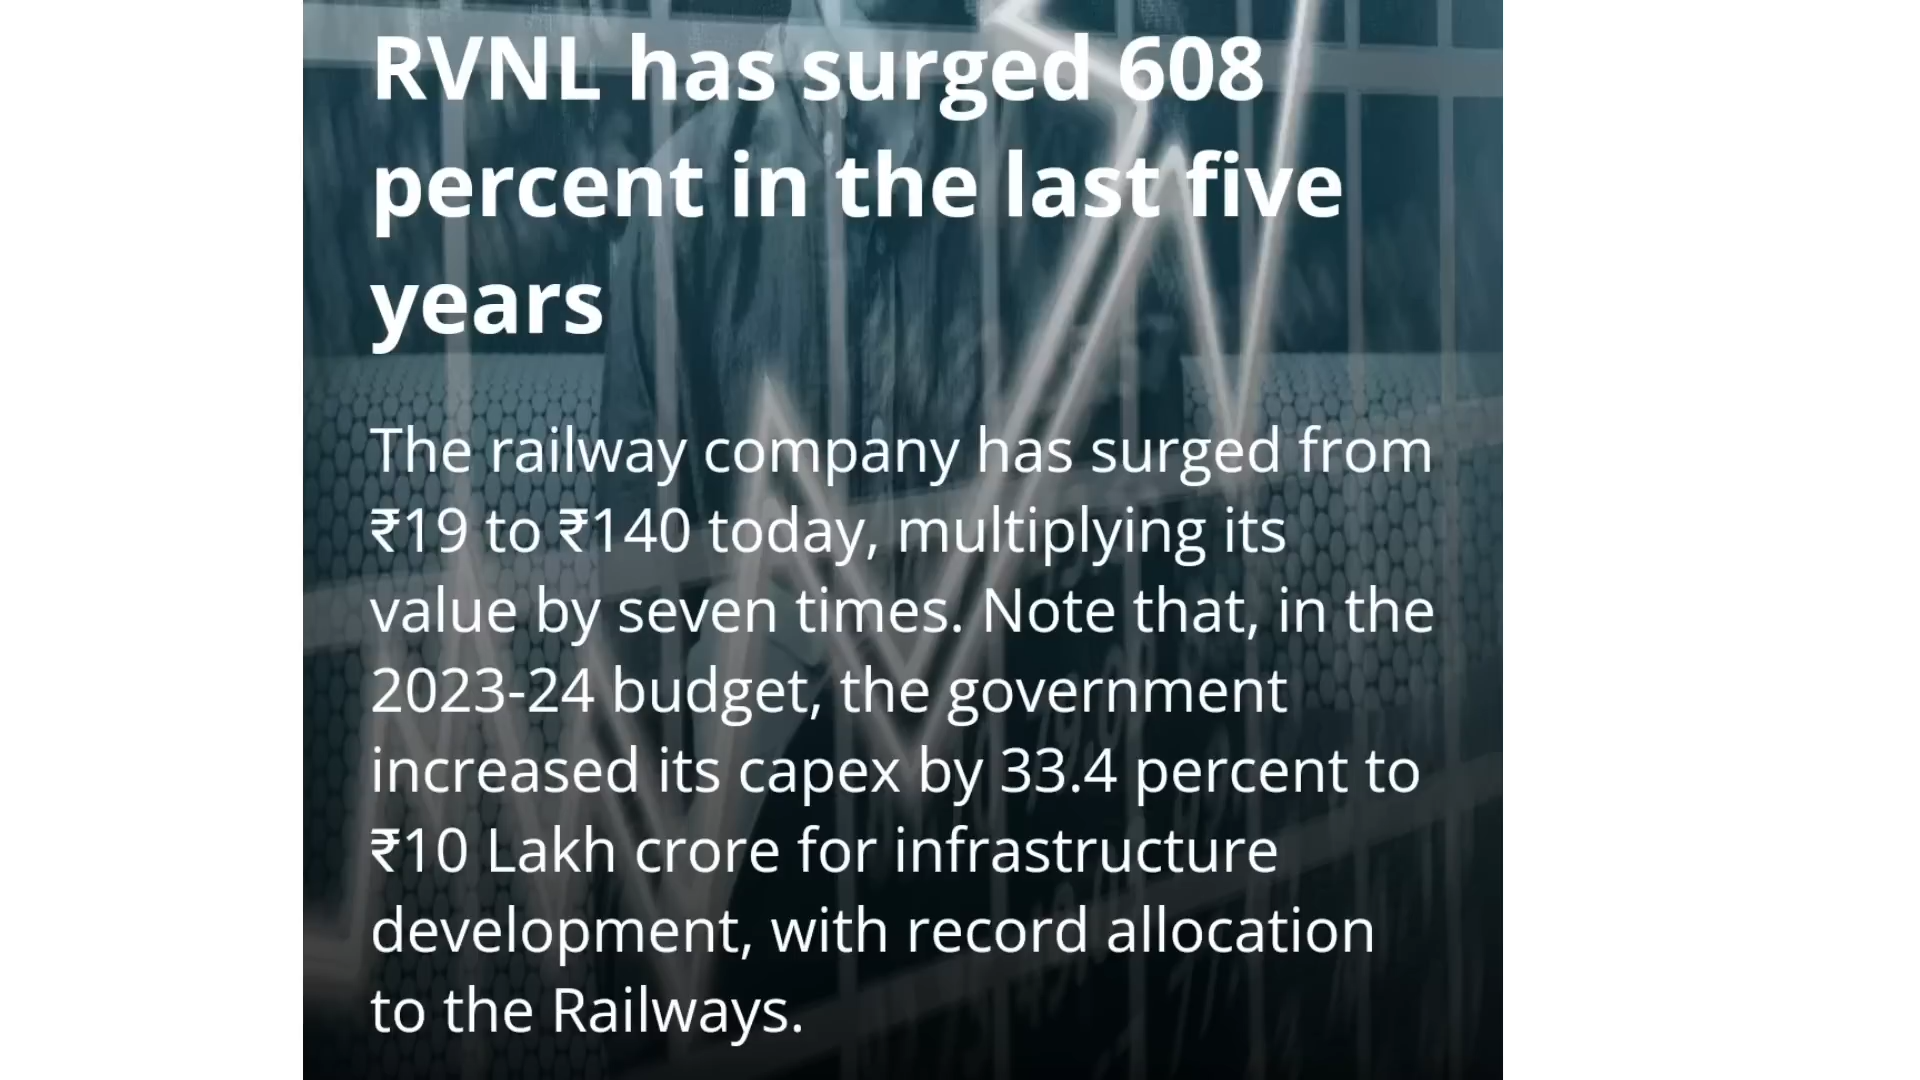 RVNL has surged 608
percent in the last five
years
The railway company has surged from
₹19 to ₹140 today, multiplying its
value by seven times. Note that, in the
2023-24 budget, the government
increased its capex by 33.4 percent to
₹10 Lakh crore for infrastructure
development, with record allocation
to the Railways.